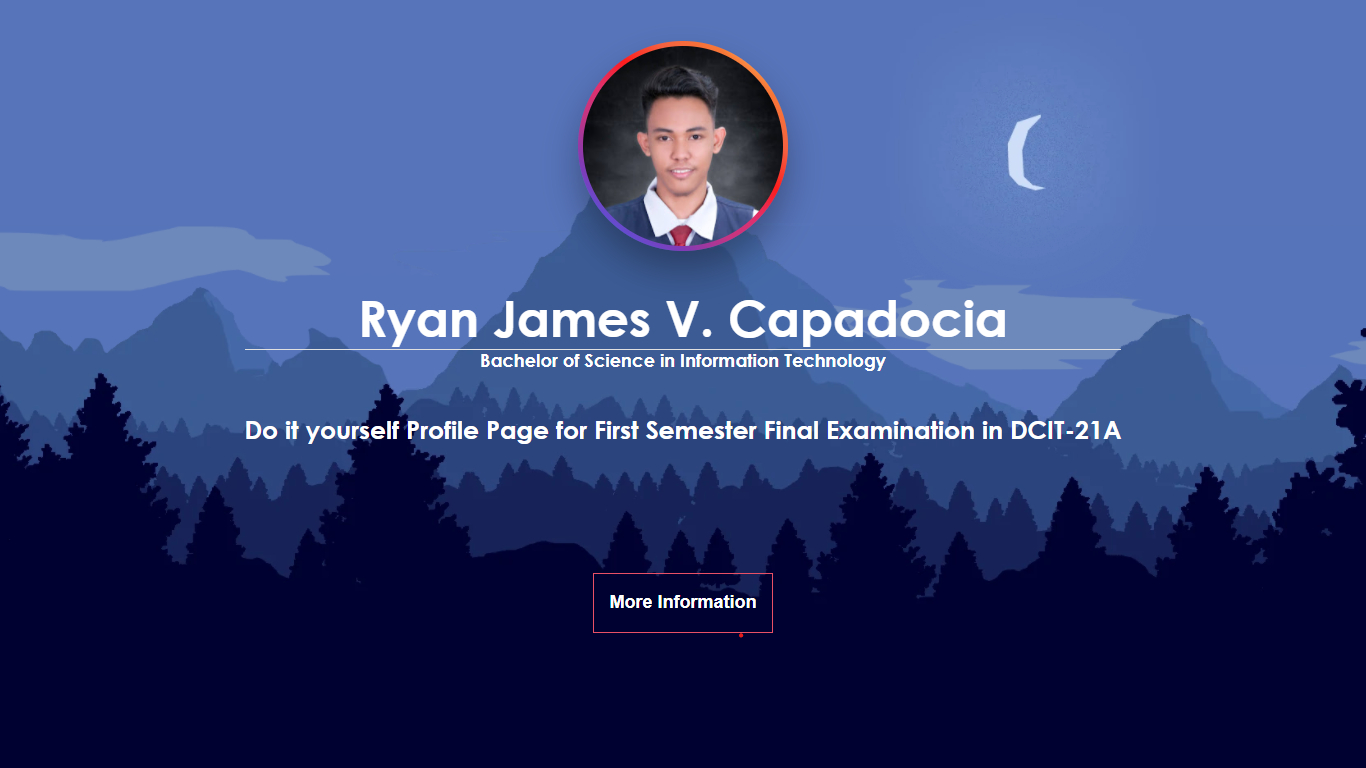 Ryan James V. Capadocia
Bachelor of Science in Information Technology
Do it yourself Profile Page for First Semester Final Examination in DCIT-21A
More Information